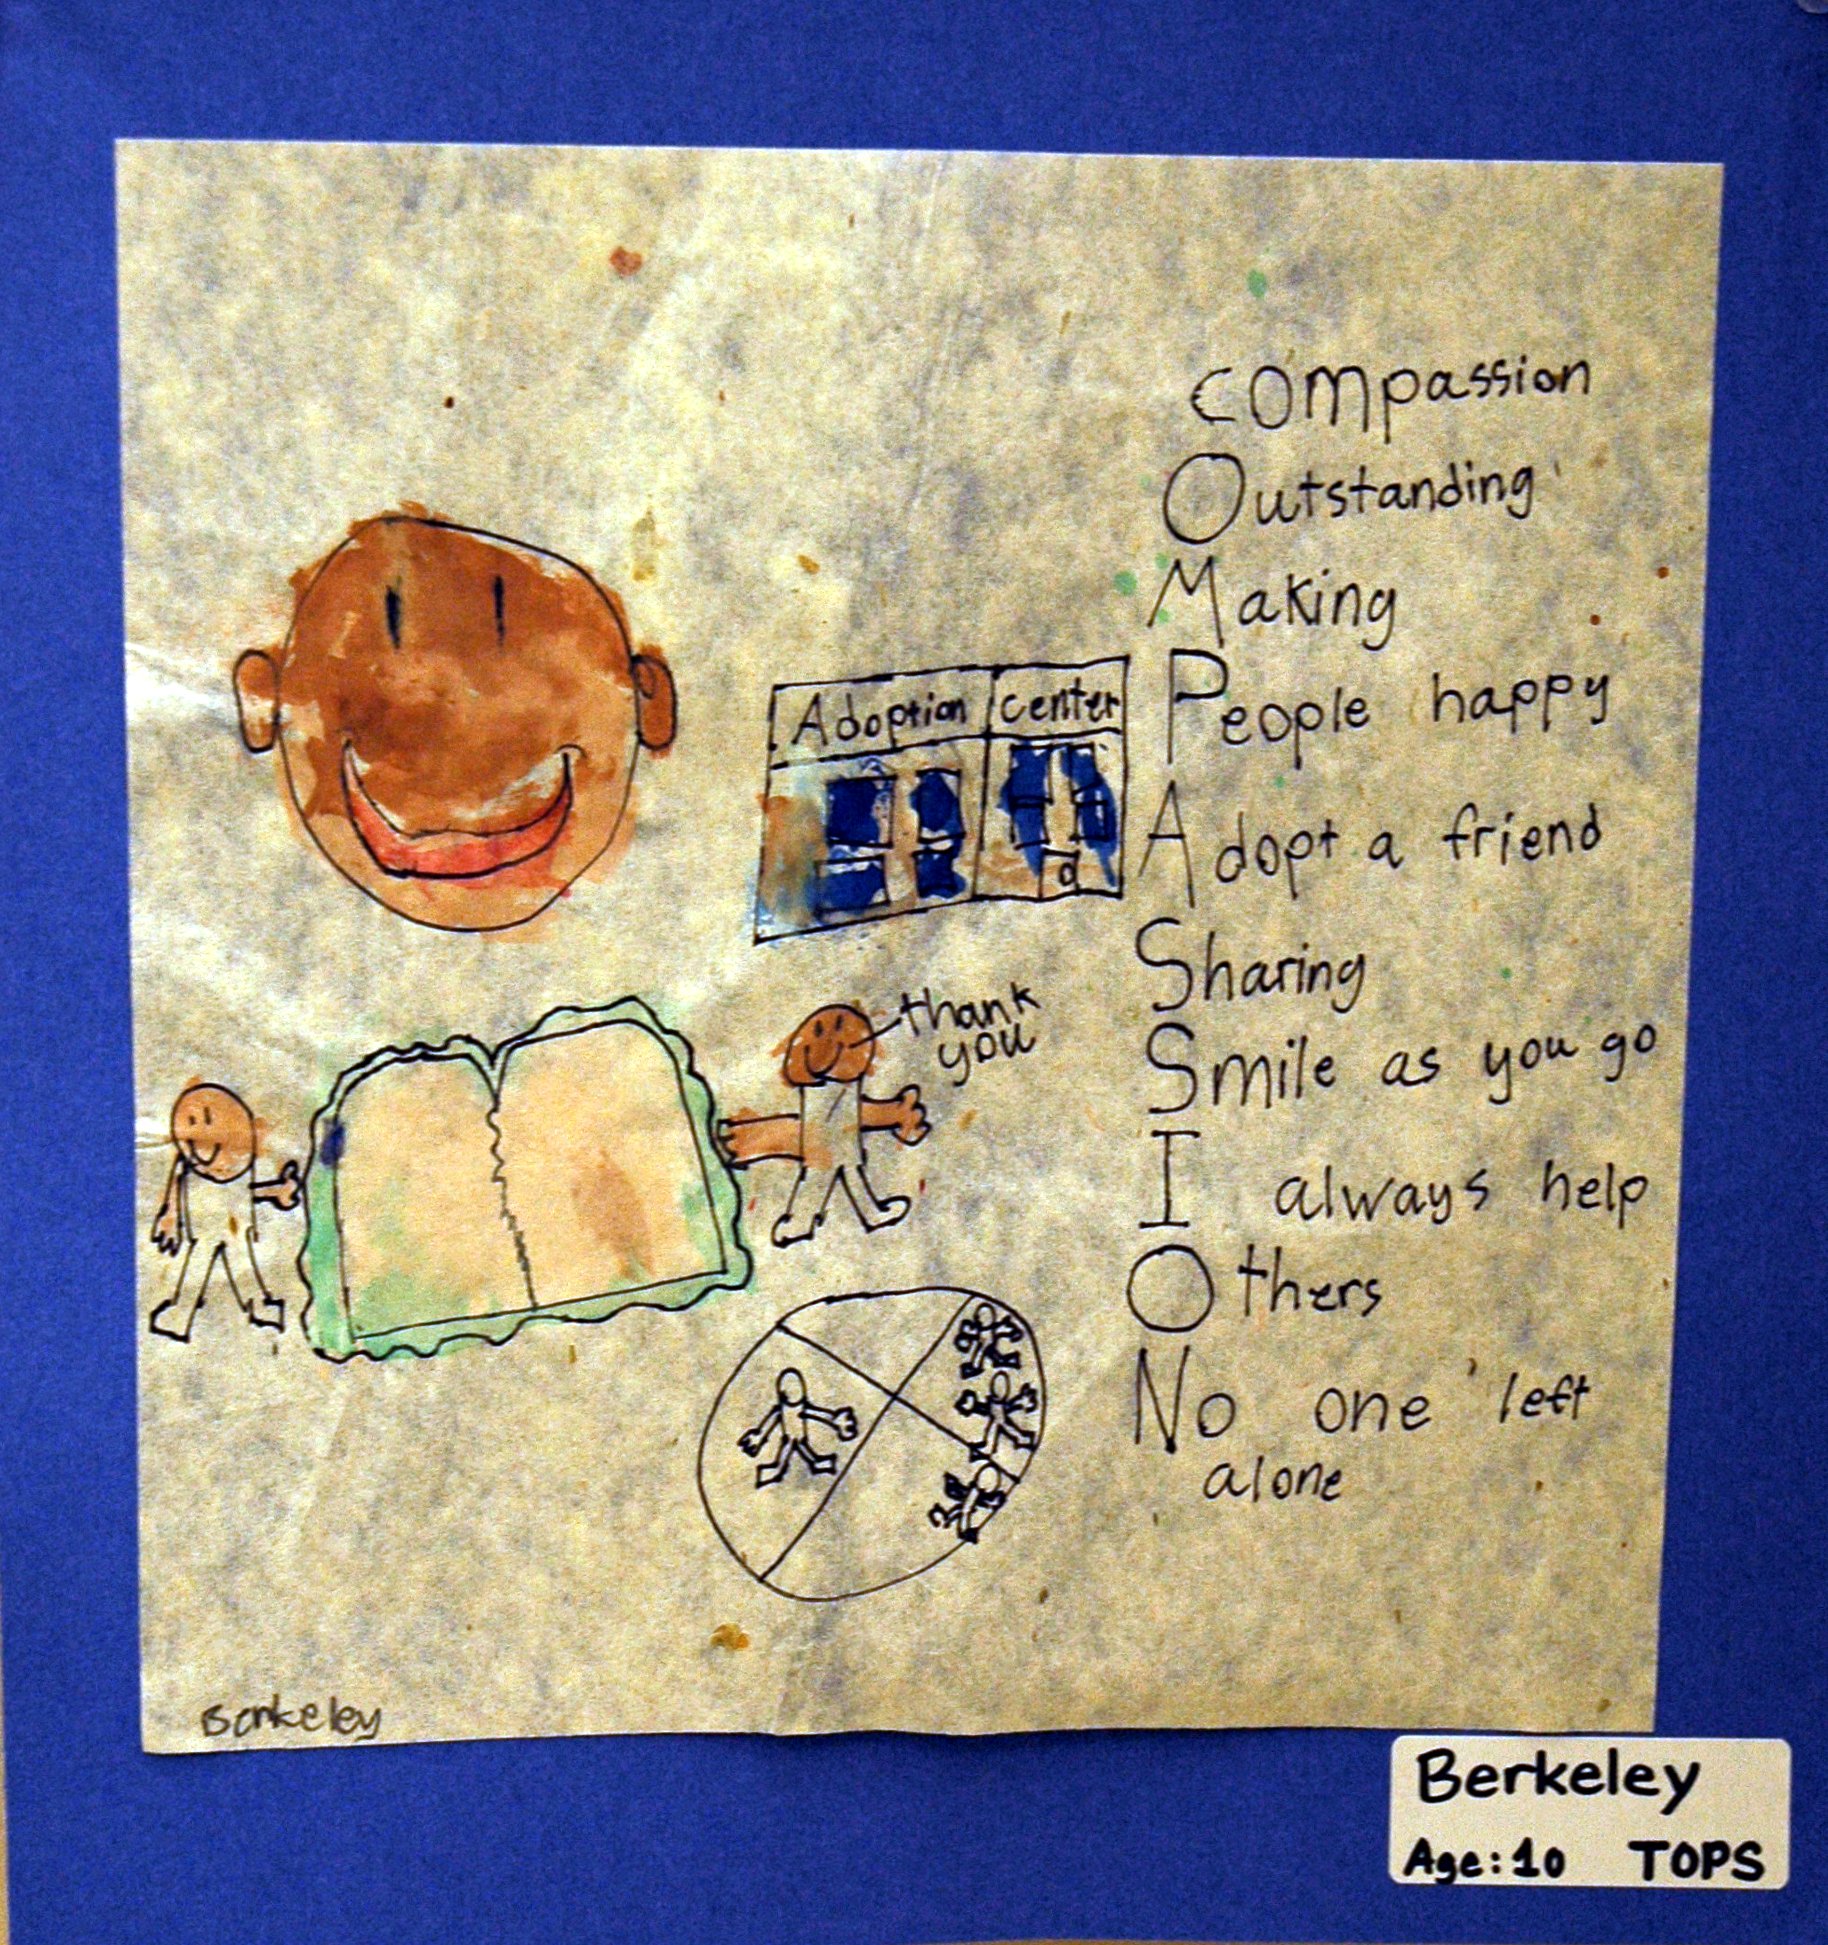 compassion
Outstanding
Making
People happy
Adoption center
Adopt a friend
Sharing
thank
you
Smile as you go
I always help
Others
No one left
alone
Berkeley
Berkeley
Age: 10 TOPS